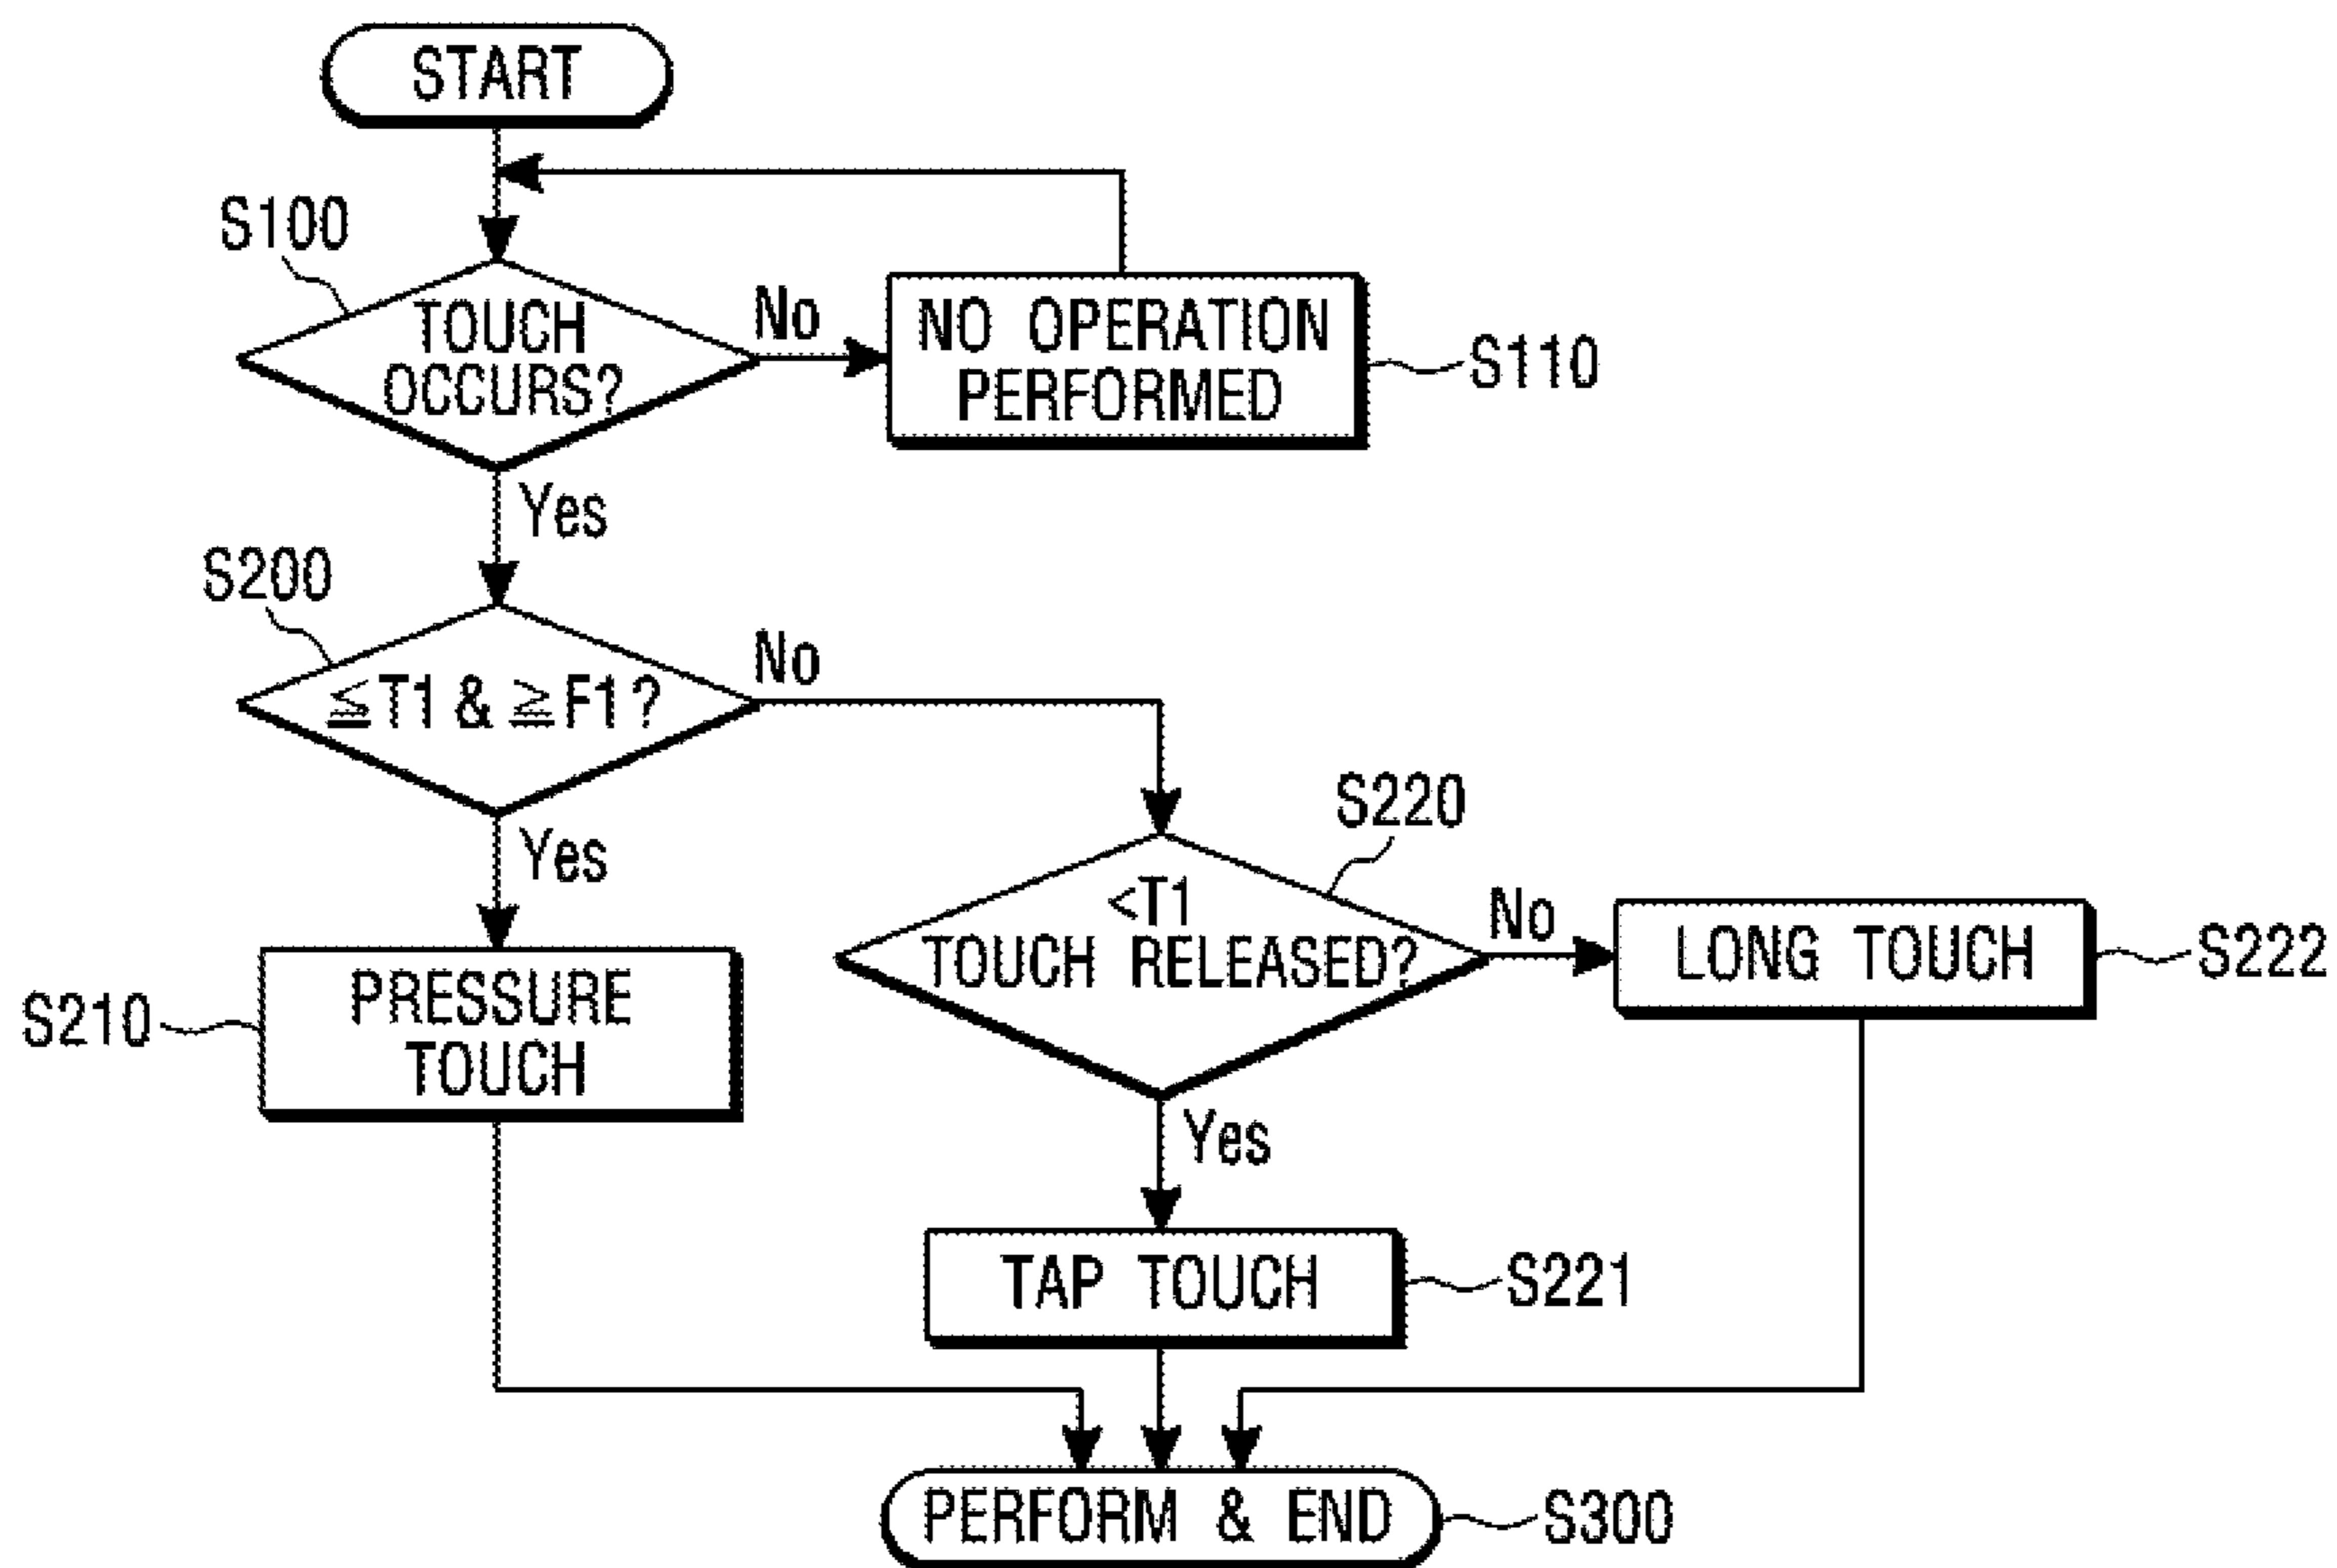 START
S100
TOUCH
OCCURS?
No
NO OPERATION
PERFORMED
S110
Yes
S200
≦T1 & ≧F1?
No
Yes
S220
<T1
TOUCH RELEASED?
No
LONG TOUCH
S222
PRESSURE
TOUCH
S210
Yes
TAP TOUCH
S221
PERFORM & END
S300